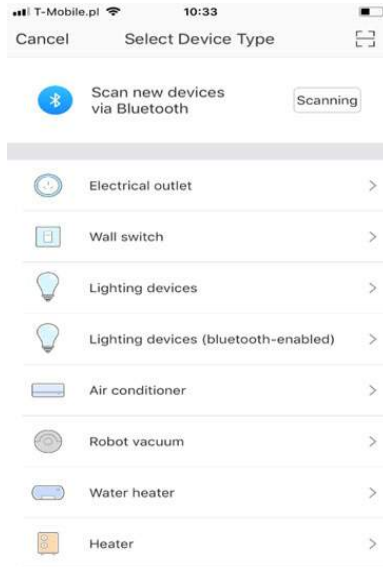 T-Mobile.pl 10:33
Cancel Select Device Type
Scan new devices
via Bluetooth
Scanning
Electrical outlet
Wall switch
Lighting devices
Lighting devices (bluetooth-enabled)
Air conditioner
Robot vacuum
Water heater
Heater